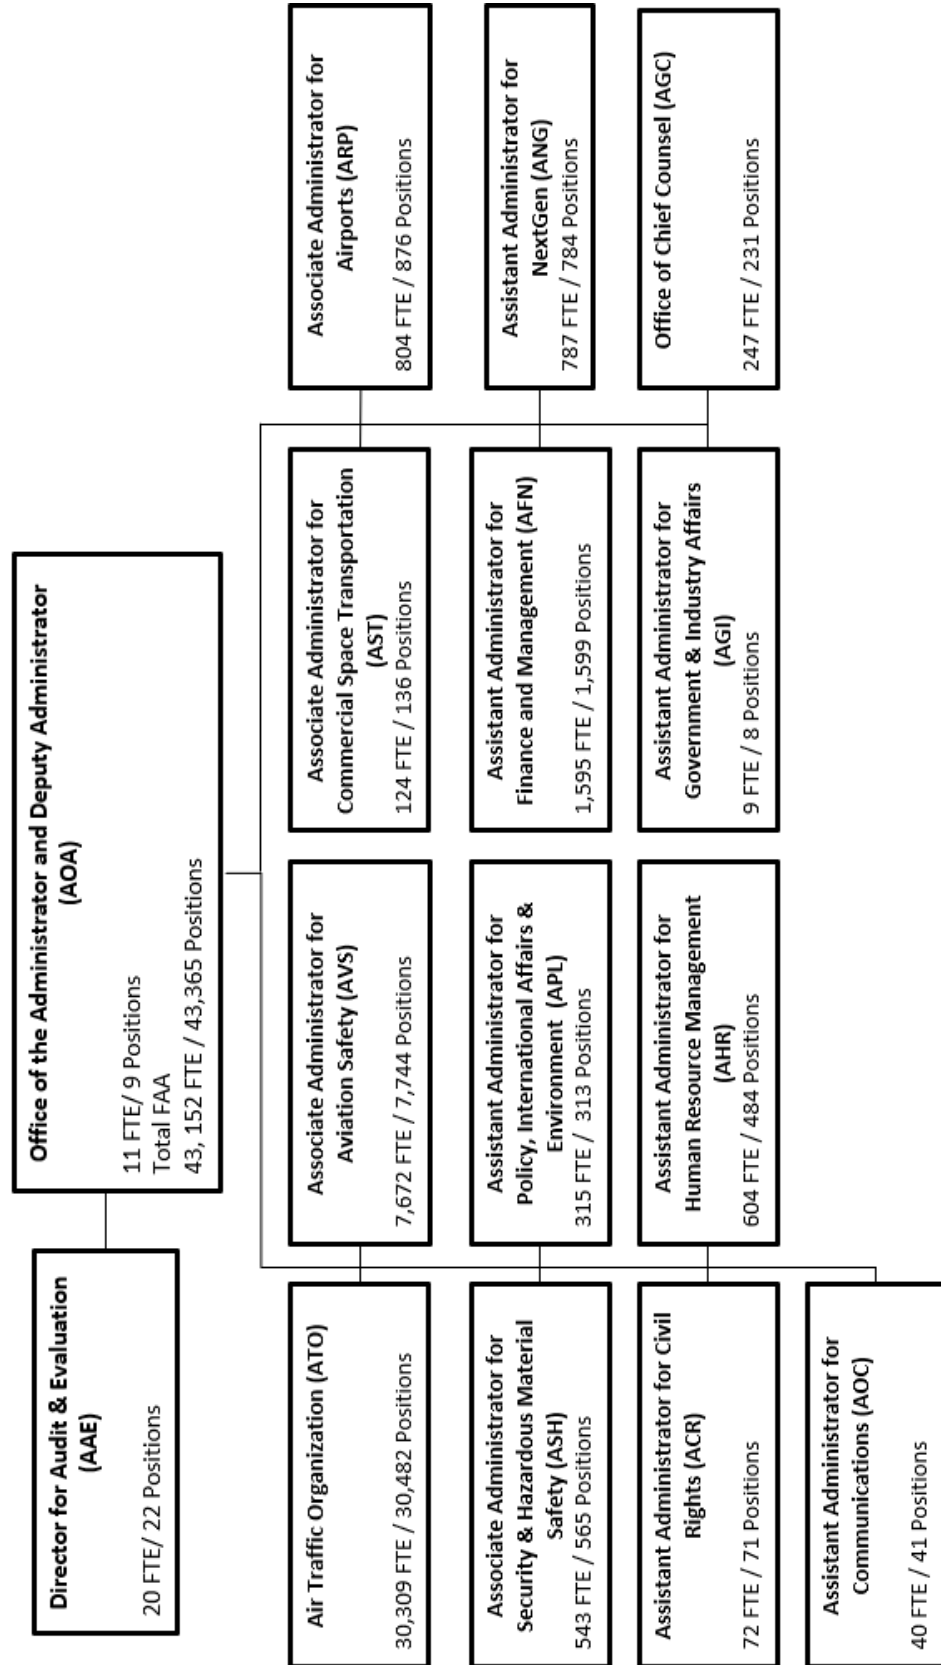 Office of the Administrator and Deputy Administrator
(AOA)
11 FTE/ 9 Positions
Total FAA
43, 152 FTE / 43,365 Positions
Director for Audit & Evaluation
(AAE)
20 FTE/ 22 Positions
Air Traffic Organization (ATO)
30,309 FTE / 30,482 Positions
Associate Administrator for
Aviation Safety (AVS)
7,672 FTE / 7,744 Positions
Associate Administrator for
Commercial Space Transportation
(AST)
124 FTE / 136 Positions
Associate Administrator for
Airports (ARP)
804 FTE / 876 Positions
Associate Administrator for
Security & Hazardous Material
Safety (ASH)
543 FTE / 565 Positions
Assistant Administrator for
Policy, International Affairs &
Environment (APL)
315 FTE / 313 Positions
Assistant Administrator for
Finance and Management (AFN)
1,595 FTE / 1,599 Positions
Assistant Administrator for
NextGen (ANG)
787 FTE / 784 Positions
Assistant Administrator for Civil
Rights (ACR)
72 FTE / 71 Positions
Assistant Administrator for
Human Resource Management
(AHR)
604 FTE / 484 Positions
Assistant Administrator for
Government & Industry Affairs
(AGI)
9 FTE / 8 Positions
Office of Chief Counsel (AGC)
247 FTE / 231 Positions
Assistant Administrator for
Communications (AOC)
40 FTE / 41 Positions